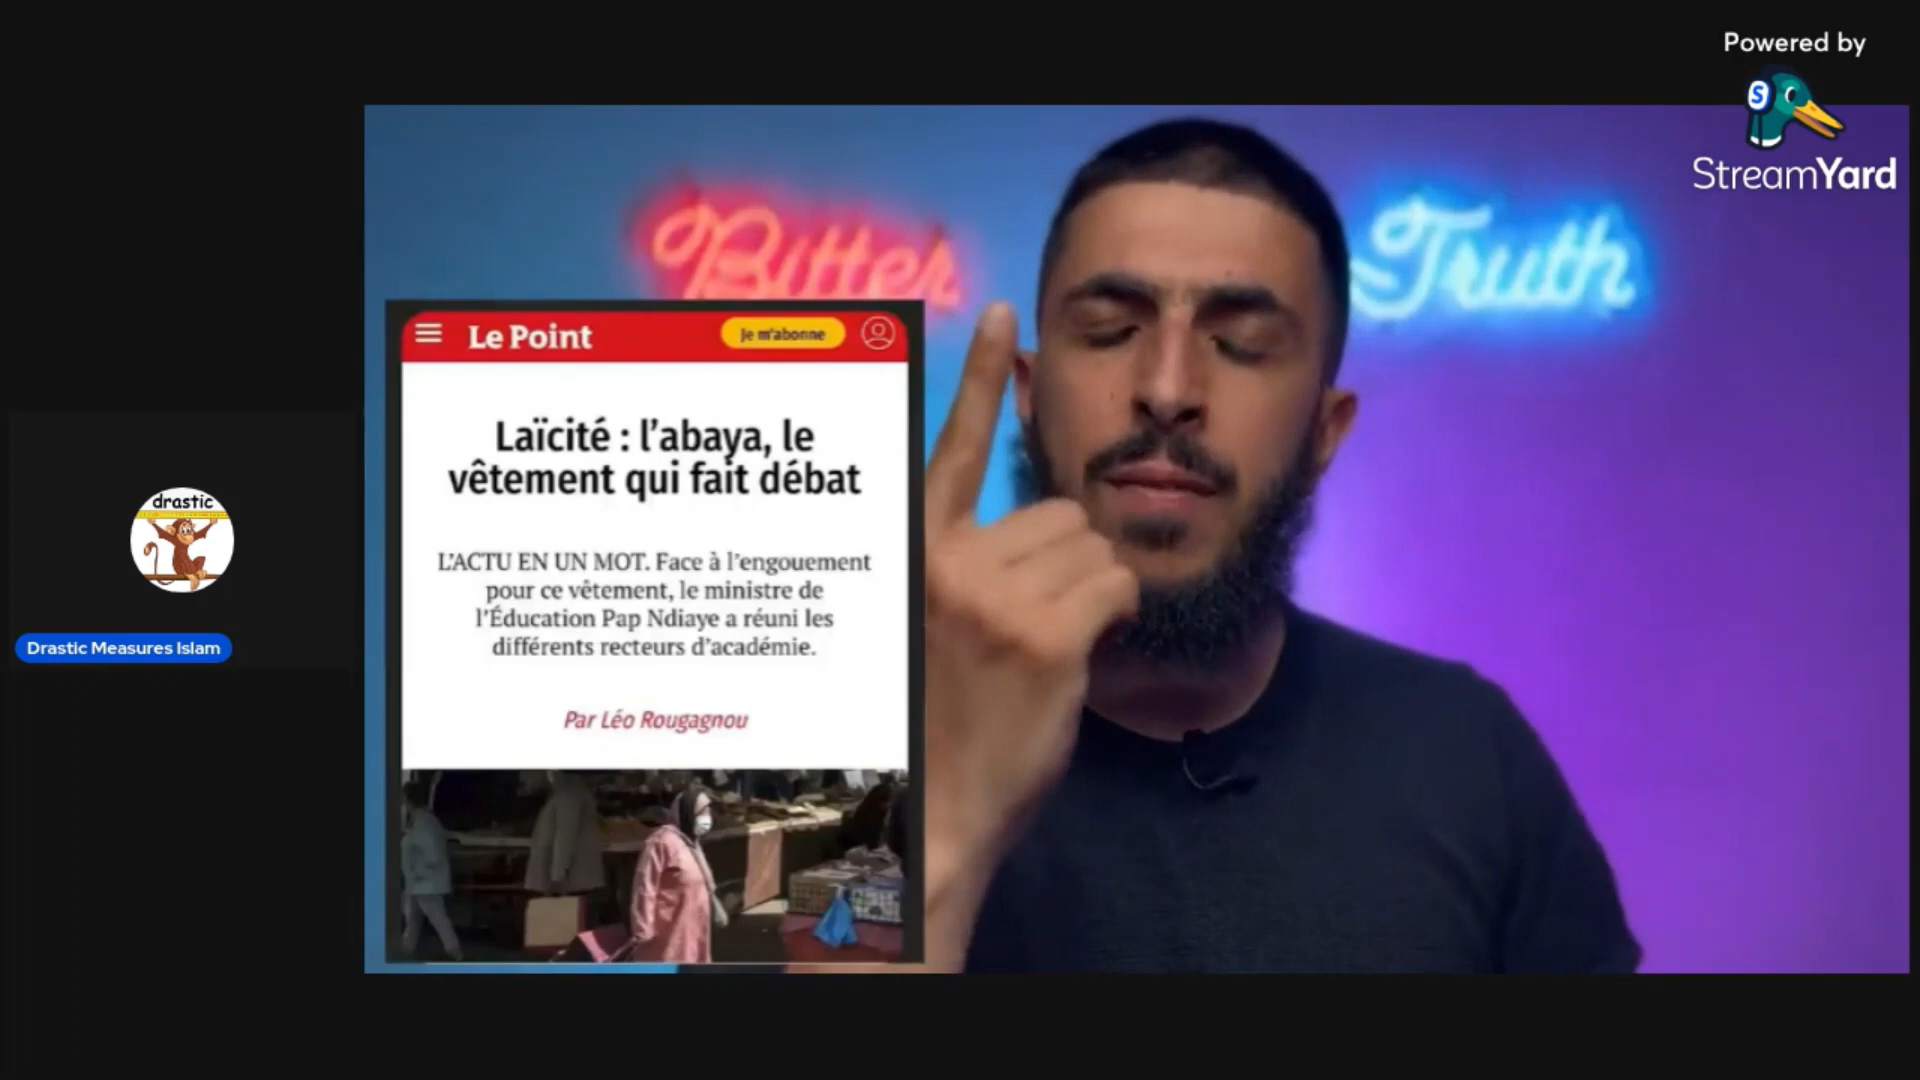 Powered by
StreamYard
Bitter
Truth
Le Point
Je m'abonne
Laïcité : l'abaya, le
vêtement qui fait débat
L'ACTU EN UN MOT. Face à l'engouement
pour ce vêtement, le ministre de
l'Éducation Pap Ndiaye a réuni les
différents recteurs d'académie.
Par Léo Rougagnou
drastic
Drastic Measures Islam